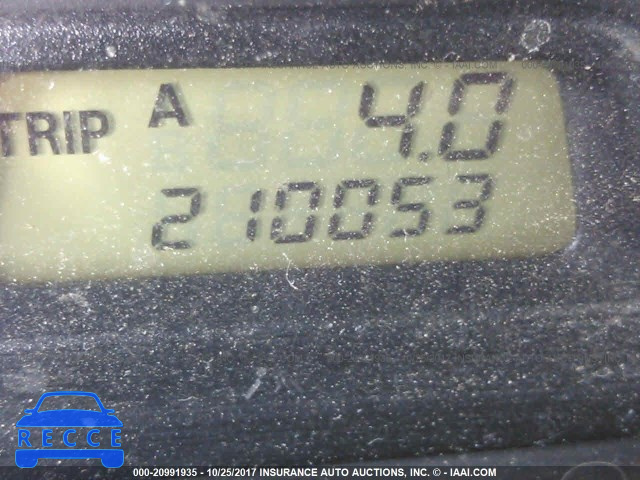 TRIP A 4.0
210053
RECCE
000-20991935 - 10/25/2017 INSURANCE AUTO AUCTIONS, INC. © - IAAI.COM